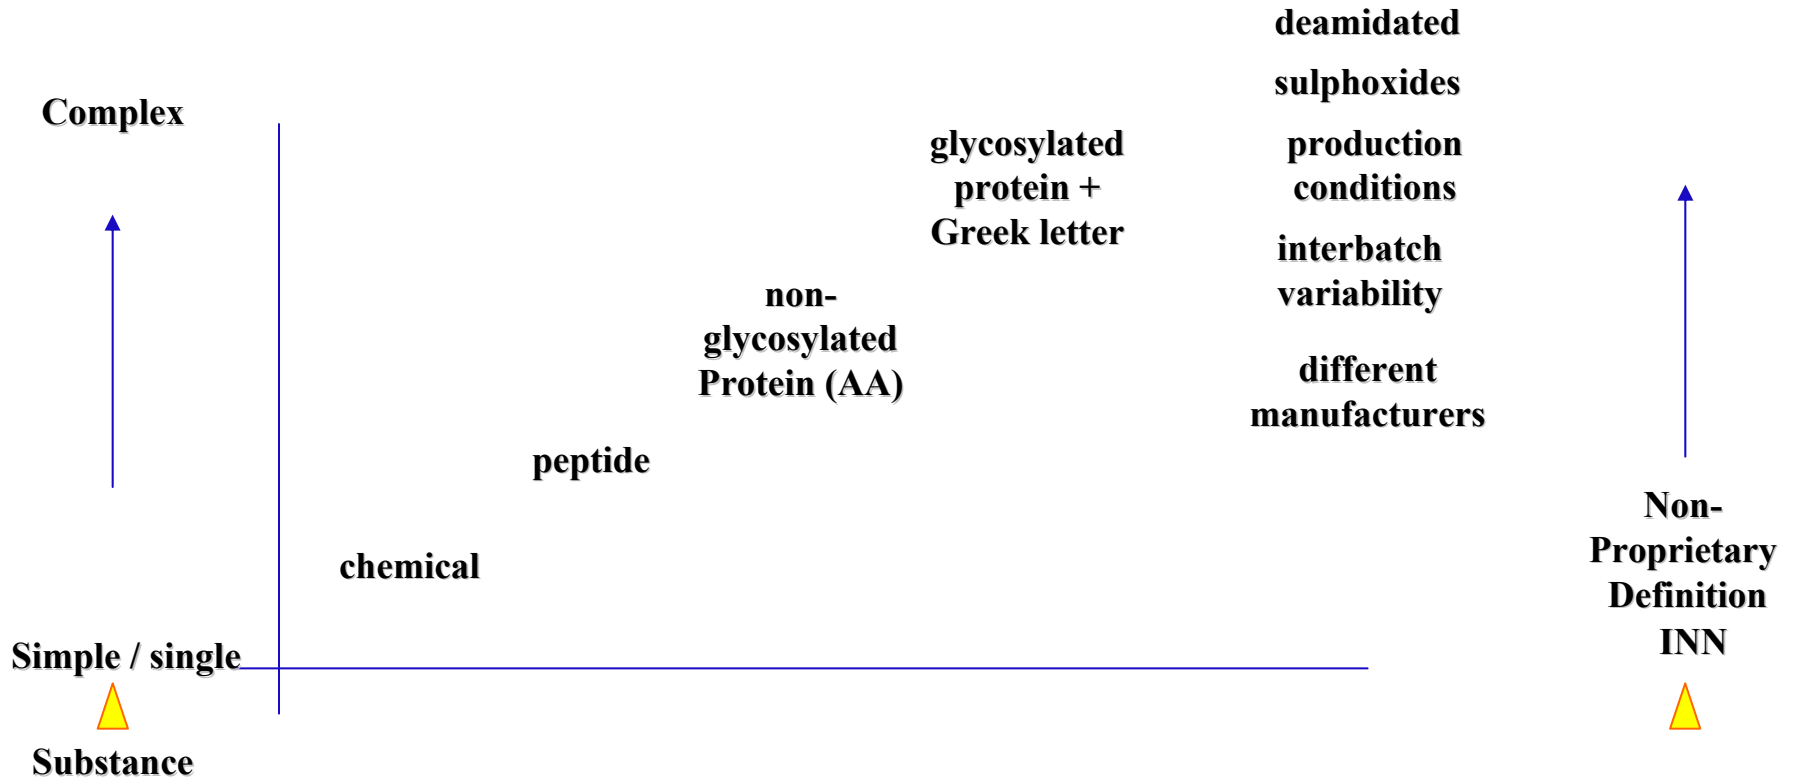 deamidated
sulphoxides
Complex
glycosylated
protein +
Greek letter
production
conditions
interbatch
variability
non-
glycosylated
Protein (AA)
different
manufacturers
peptide
chemical
Non-
Proprietary
Definition
INN
Simple / single
Substance